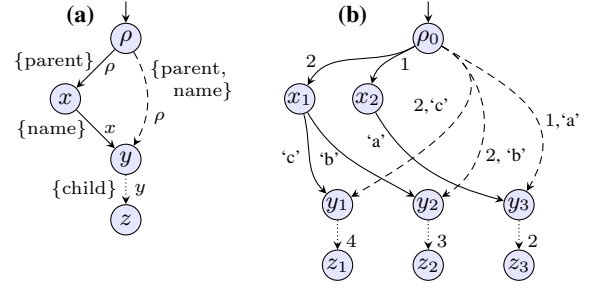 (a)
ρ
{parent}
ρ
{parent,
name}
x
{name}
x
ρ
y
{child}
y
z
(b)
ρ₀
2
1
x₁
x₂
2,‘c’
1,‘a’
‘c’
‘b’
‘a’
2, ‘b’
y₁
y₂
y₃
4
3
2
z₁
z₂
z₃